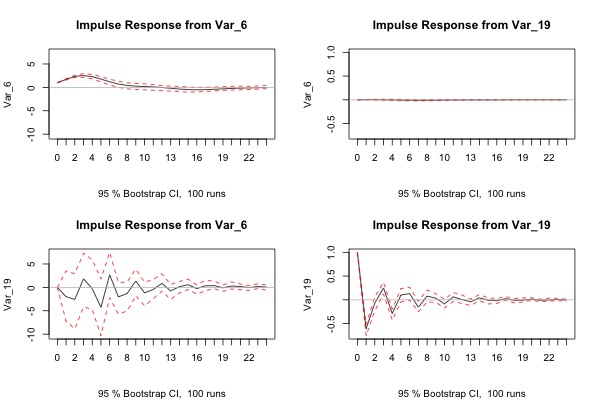 Impulse Response from Var_6
Var_6
5
0
-5
-10
0 2 4 6 8 10 13 16 19 22
95 % Bootstrap CI, 100 runs
Impulse Response from Var_19
Var_6
1.0
0.5
-0.5
0 2 4 6 8 10 13 16 19 22
95 % Bootstrap CI, 100 runs
Impulse Response from Var_6
Var_19
5
0
-5
-10
0 2 4 6 8 10 13 16 19 22
95 % Bootstrap CI, 100 runs
Impulse Response from Var_19
Var_19
1.0
0.5
-0.5
0 2 4 6 8 10 13 16 19 22
95 % Bootstrap CI, 100 runs